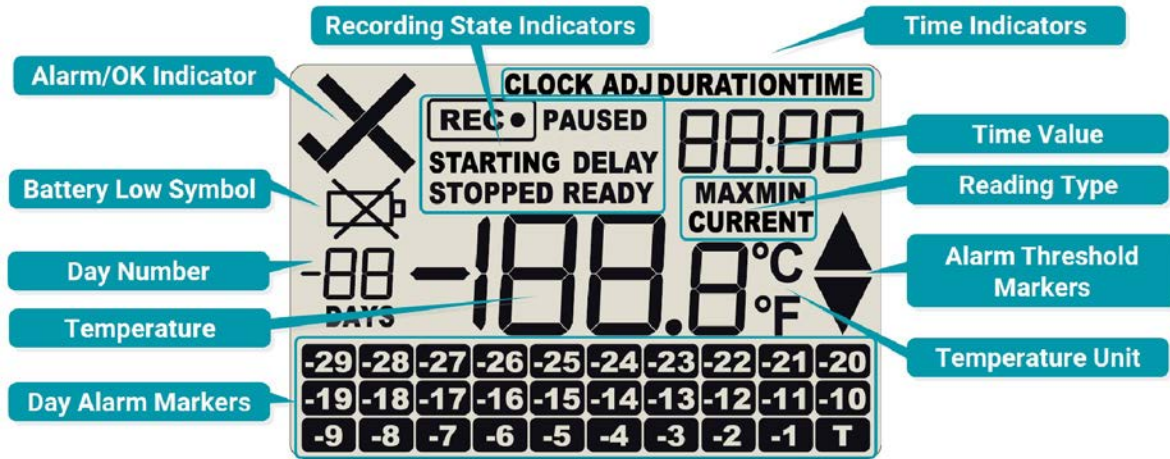 Recording State Indicators
Time Indicators
Alarm/OK Indicator
CLOCK ADJ DURATION TIME
REC ● PAUSED
88:88
Time Value
STARTING DELAY
STOPPED READY
Battery Low Symbol
MAX MIN
CURRENT
Reading Type
Day Number
-88
DAYS
-188.8
°C
°F
Alarm Threshold
Markers
Temperature
Temperature Unit
Day Alarm Markers
-29 -28 -27 -26 -25 -24 -23 -22 -21 -20
-19 -18 -17 -16 -15 -14 -13 -12 -11 -10
-9 -8 -7 -6 -5 -4 -3 -2 -1 T